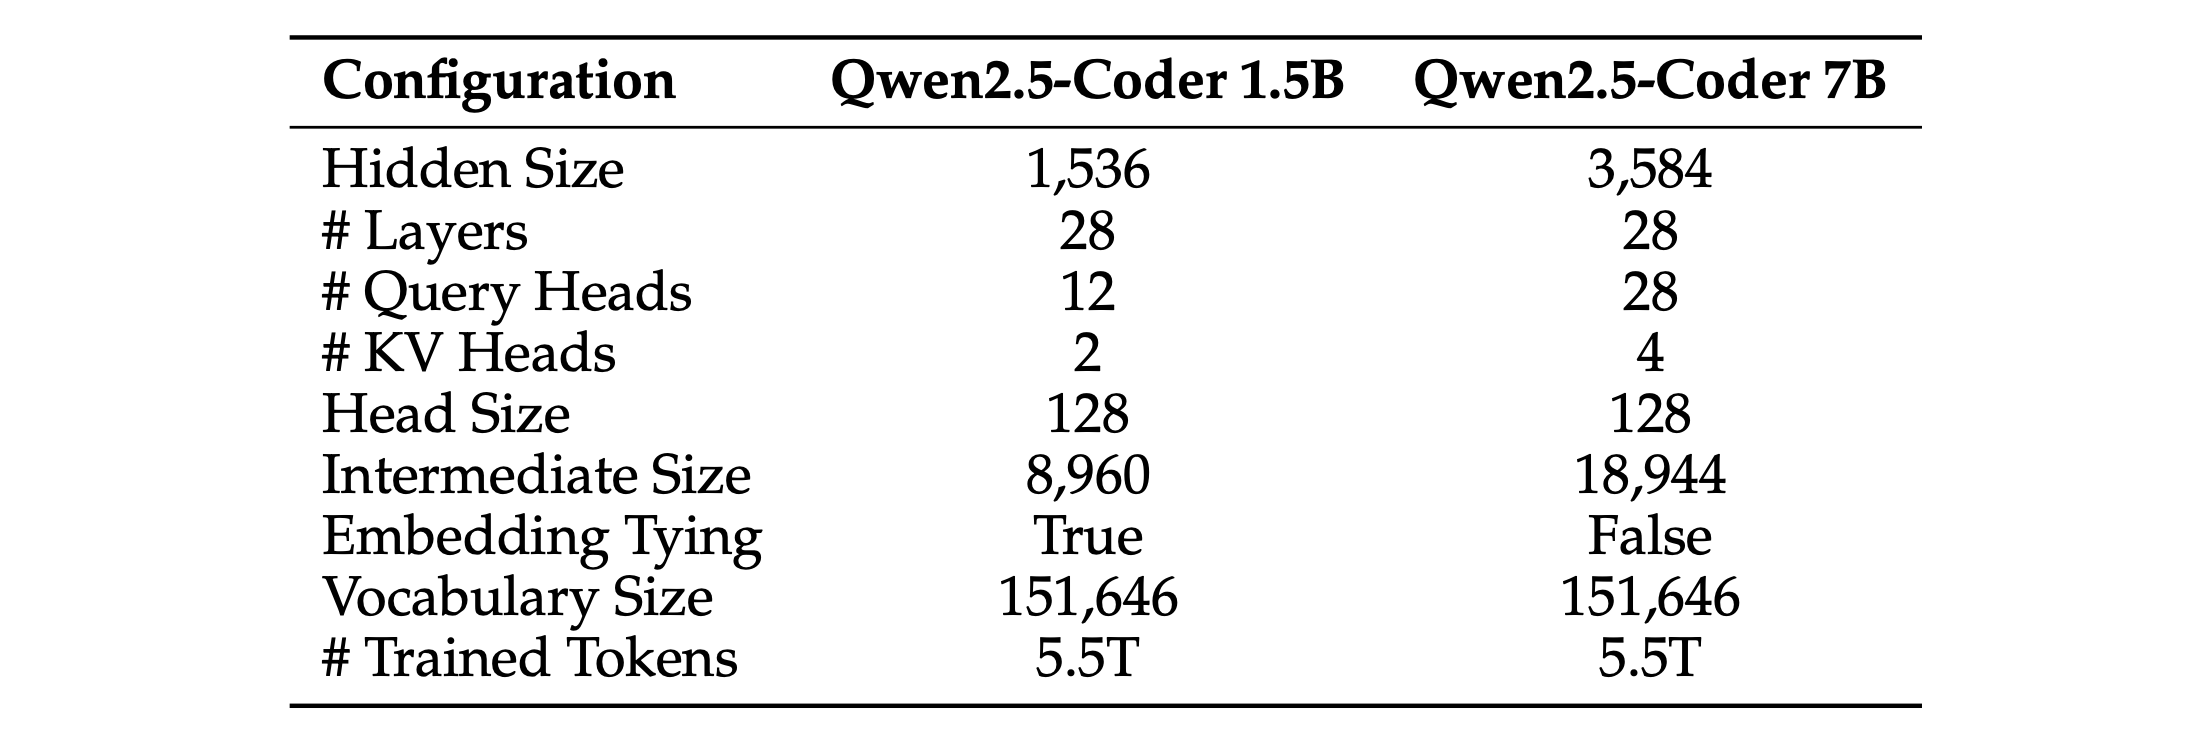 Configuration Qwen2.5-Coder 1.5B Qwen2.5-Coder 7B
Hidden Size 1,536 3,584
# Layers 28 28
# Query Heads 12 28
# KV Heads 2 4
Head Size 128 128
Intermediate Size 8,960 18,944
Embedding Tying True False
Vocabulary Size 151,646 151,646
# Trained Tokens 5.5T 5.5T